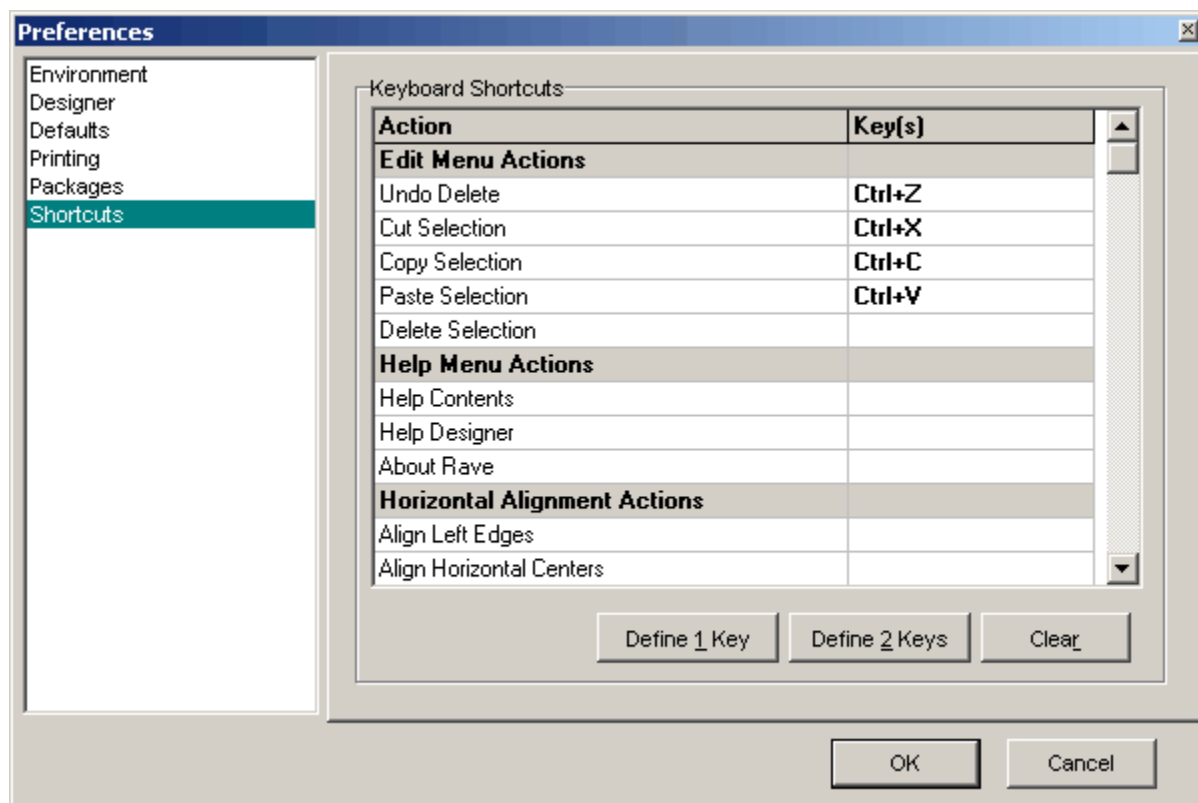 Preferences
Environment
Designer
Defaults
Printing
Packages
Shortcuts
Keyboard Shortcuts
Action Key(s)
Edit Menu Actions
Undo Delete Ctrl+Z
Cut Selection Ctrl+X
Copy Selection Ctrl+C
Paste Selection Ctrl+V
Delete Selection
Help Menu Actions
Help Contents
Help Designer
About Rave
Horizontal Alignment Actions
Align Left Edges
Align Horizontal Centers
Define 1 Key Define 2 Keys Clear
OK Cancel